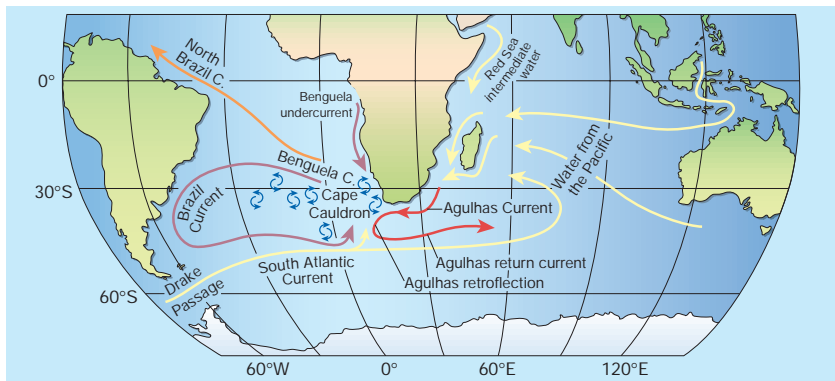 North
Brazil C.
Red Sea
intermediate
water
0°
Benguela
undercurrent
Water from
the Pacific
Benguela C.
30°S
Brazil
Current
Cape
Cauldron
Agulhas Current
Drake
Passage
South Atlantic
Current
Agulhas return current
Agulhas retroflection
60°S
60°W
0°
60°E
120°E